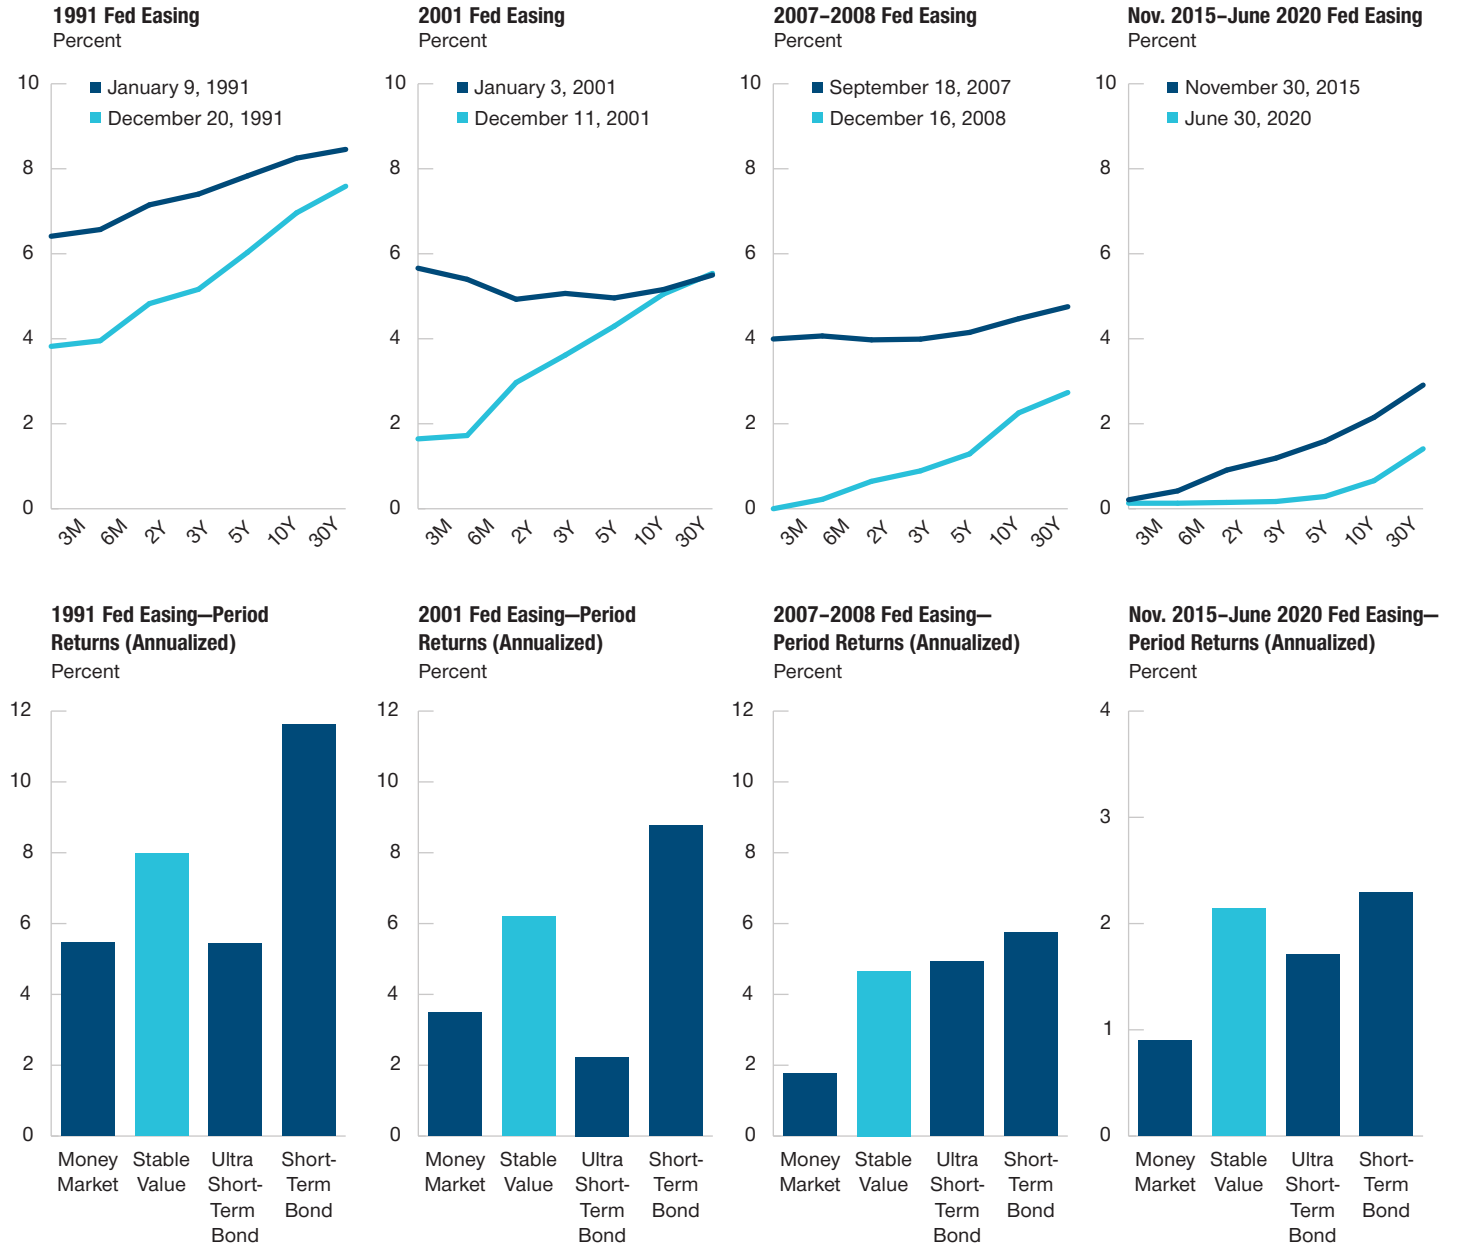 1991 Fed Easing
Percent
10
8
6
4
2
0
January 9, 1991
December 20, 1991
3M
6M
2Y
3Y
5Y
10Y
30Y
2001 Fed Easing
Percent
10
8
6
4
2
0
January 3, 2001
December 11, 2001
3M
6M
2Y
3Y
5Y
10Y
30Y
2007–2008 Fed Easing
Percent
10
8
6
4
2
0
September 18, 2007
December 16, 2008
3M
6M
2Y
3Y
5Y
10Y
30Y
Nov. 2015–June 2020 Fed Easing
Percent
10
8
6
4
2
0
November 30, 2015
June 30, 2020
3M
6M
2Y
3Y
5Y
10Y
30Y
1991 Fed Easing—Period
Returns (Annualized)
Percent
12
10
8
6
4
2
0
Money
Market
Stable
Value
Ultra
Short-
Term
Bond
Short-
Term
Bond
2001 Fed Easing—Period
Returns (Annualized)
Percent
12
10
8
6
4
2
0
Money
Market
Stable
Value
Ultra
Short-
Term
Bond
Short-
Term
Bond
2007–2008 Fed Easing—
Period Returns (Annualized)
Percent
12
10
8
6
4
2
0
Money
Market
Stable
Value
Ultra
Short-
Term
Bond
Short-
Term
Bond
Nov. 2015–June 2020 Fed Easing—
Period Returns (Annualized)
Percent
4
3
2
1
0
Money
Market
Stable
Value
Ultra
Short-
Term
Bond
Short-
Term
Bond